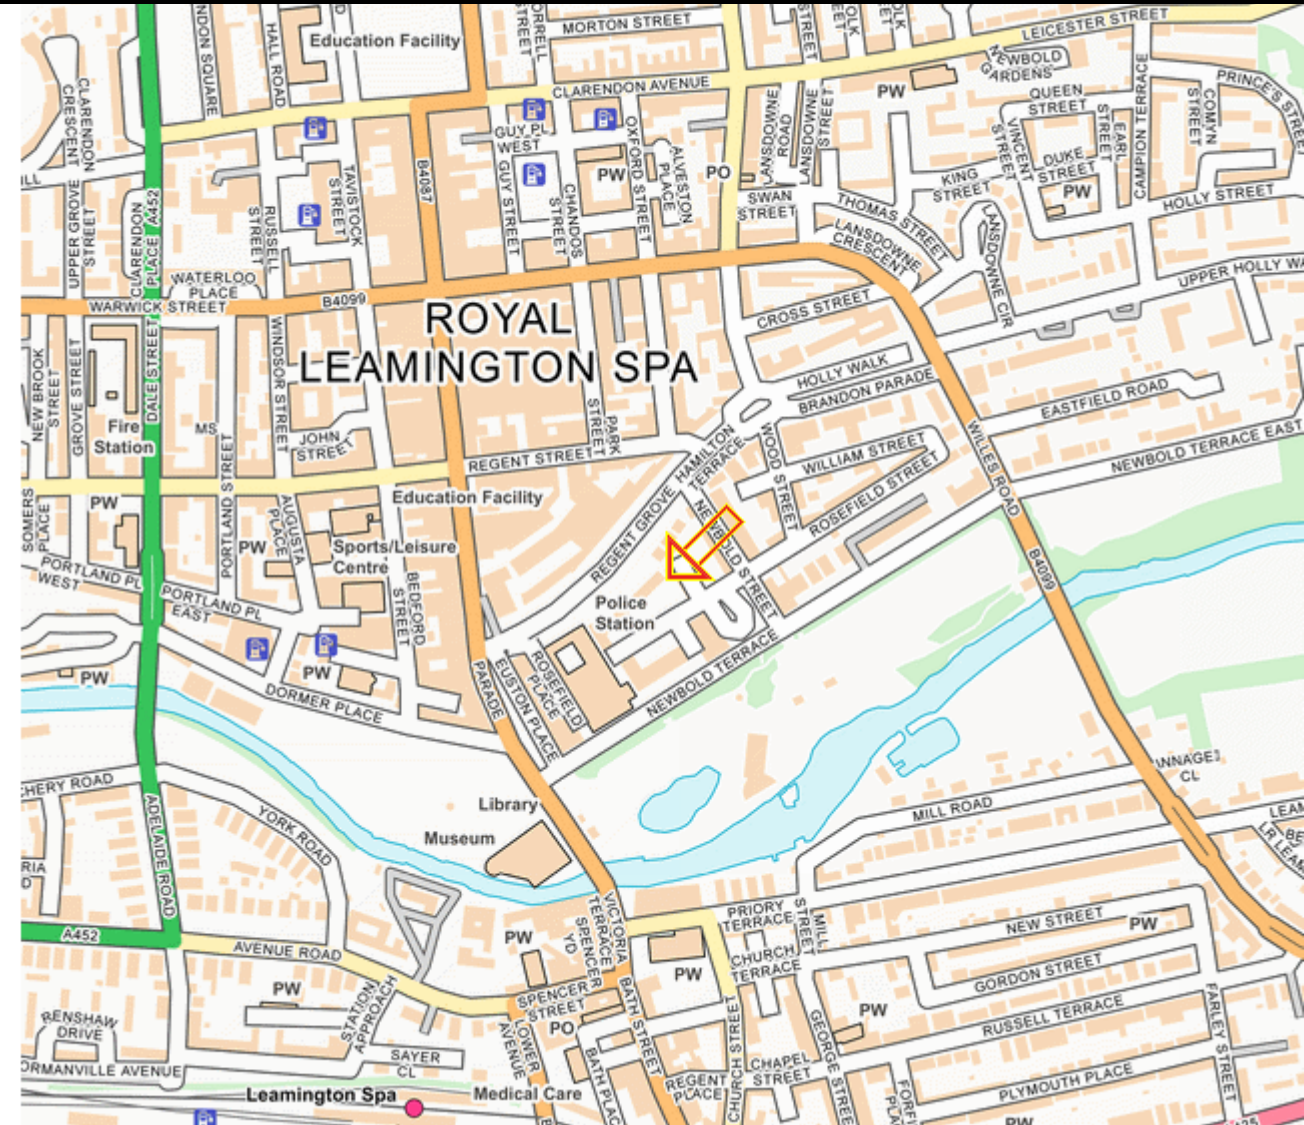 MORTON STREET
LEICESTER STREET
Education Facility
NEWBOLD
GARDENS
HALL ROAD
CLARENDON AVENUE
PW
QUEEN
STREET
PRINCE'S STREET
CLARENDON
CRESCENT
CAMPION TERRACE
COMYN
STREET
GUY PL
WEST
OXFORD STREET
LANSDOWNE
ROAD
LANSDOWNE
STREET
VINCENT
STREET
EARL
STREET
DUKE
STREET
B4087
TAVISTOCK
STREET
GUY STREET
CHANDOS
STREET
PW
ALVESTON
PLACE
PO
SWAN
STREET
KING
STREET
PW
HOLLY STREET
UPPER GROVE
STREET
CLARENDON
PLACE
A452
RUSSELL
STREET
THOMAS STREET
LANSDOWNE
CRESCENT
LANSDOWNE CIR
WATERLOO
PLACE
WARWICK STREET
B4099
ROYAL
LEAMINGTON SPA
CROSS STREET
NEW BROOK
STREET
GROVE STREET
DALE STREET
WINDSOR STREET
HOLLY WALK
BRANDON PARADE
EASTFIELD ROAD
Fire
Station
MS
JOHN
STREET
PARK
STREET
HAMILTON
TERRACE
WOOD STREET
WILLIAM STREET
WILLES ROAD
NEWBOLD TERRACE EAST
REGENT STREET
PORTLAND STREET
ROSEFIELD STREET
SOMERS
PLACE
PW
AUGUSTA
PLACE
Education Facility
REGENT GROVE
NEWBOLD STREET
PW
Sports/Leisure
Centre
B4099
PORTLAND PL
WEST
PORTLAND PL
EAST
BEDFORD
STREET
Police
Station
PW
PW
DORMER PLACE
PARADE
EUSTON PLACE
ROSEFIELD
PLACE
NEWBOLD TERRACE
ADELAIDE ROAD
YORK ROAD
Library
Museum
MILL ROAD
CL
A452
AVENUE ROAD
PW
VICTORIA
TERRACE
SPENCER
YD
PRIORY
TERRACE
MILL
STREET
NEW STREET
PW
CHURCH
TERRACE
PW
GORDON STREET
PW
STATION
APPROACH
SPENCER
STREET
PO
BATH STREET
PW
RUSSELL TERRACE
FARLEY STREET
RENSHAW
DRIVE
LOWER
AVENUE
CHURCH STREET
GEORGE STREET
SAYER
CL
CHAPEL
STREET
REGENT
PLACE
PLYMOUTH PLACE
Leamington Spa
Medical Care
PW